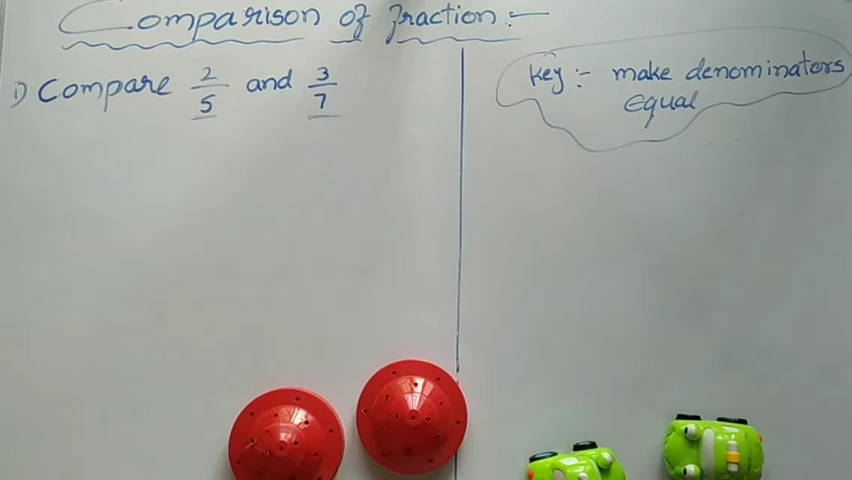 Comparison of fraction :-
1) Compare 2/5 and 3/7
Key :- make denominators
Equal